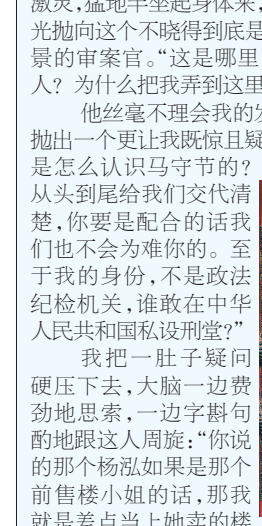 激灵,猛地半坐起身体来,
光抛向这个不晓得到底是
景的审案官。“这是哪里
人?为什么把我弄到这里
他丝毫不理会我的发
抛出一个更让我既惊且疑
是怎么认识马守节的?
从头到尾给我们交代清
楚,你要是配合的话我
们也不会为难你的。至
于我的身份,不是政法
纪检机关,谁敢在中华
人民共和国私设刑堂?”
我把一肚子疑问
硬压下去,大脑一边费
劲地思索,一边字斟句
酌地跟这人周旋:“你说
的那个杨泓如果是那个
前售楼小姐的话,那我
就是差点当上她卖的楼